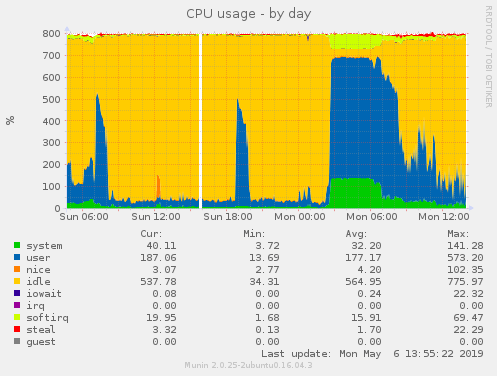 CPU usage - by day
RRDTOOL / TOBI OETIKER
%
800
700
600
500
400
300
200
100
0
Sun 06:00 Sun 12:00 Sun 18:00 Mon 00:00 Mon 06:00 Mon 12:00
Cur: Min: Avg: Max:
system 40.11 3.72 32.20 141.28
user 187.06 13.69 177.17 573.20
nice 3.07 2.77 4.20 102.35
idle 537.78 34.31 564.95 775.97
iowait 0.08 0.00 0.24 22.32
irq 0.00 0.00 0.00 0.00
softirq 19.95 1.68 15.91 69.47
steal 3.32 0.13 1.70 22.29
guest 0.00 0.00 0.00 0.00
Last update: Mon May 6 13:55:22 2019
Munin 2.0.25-2ubuntu0.16.04.3